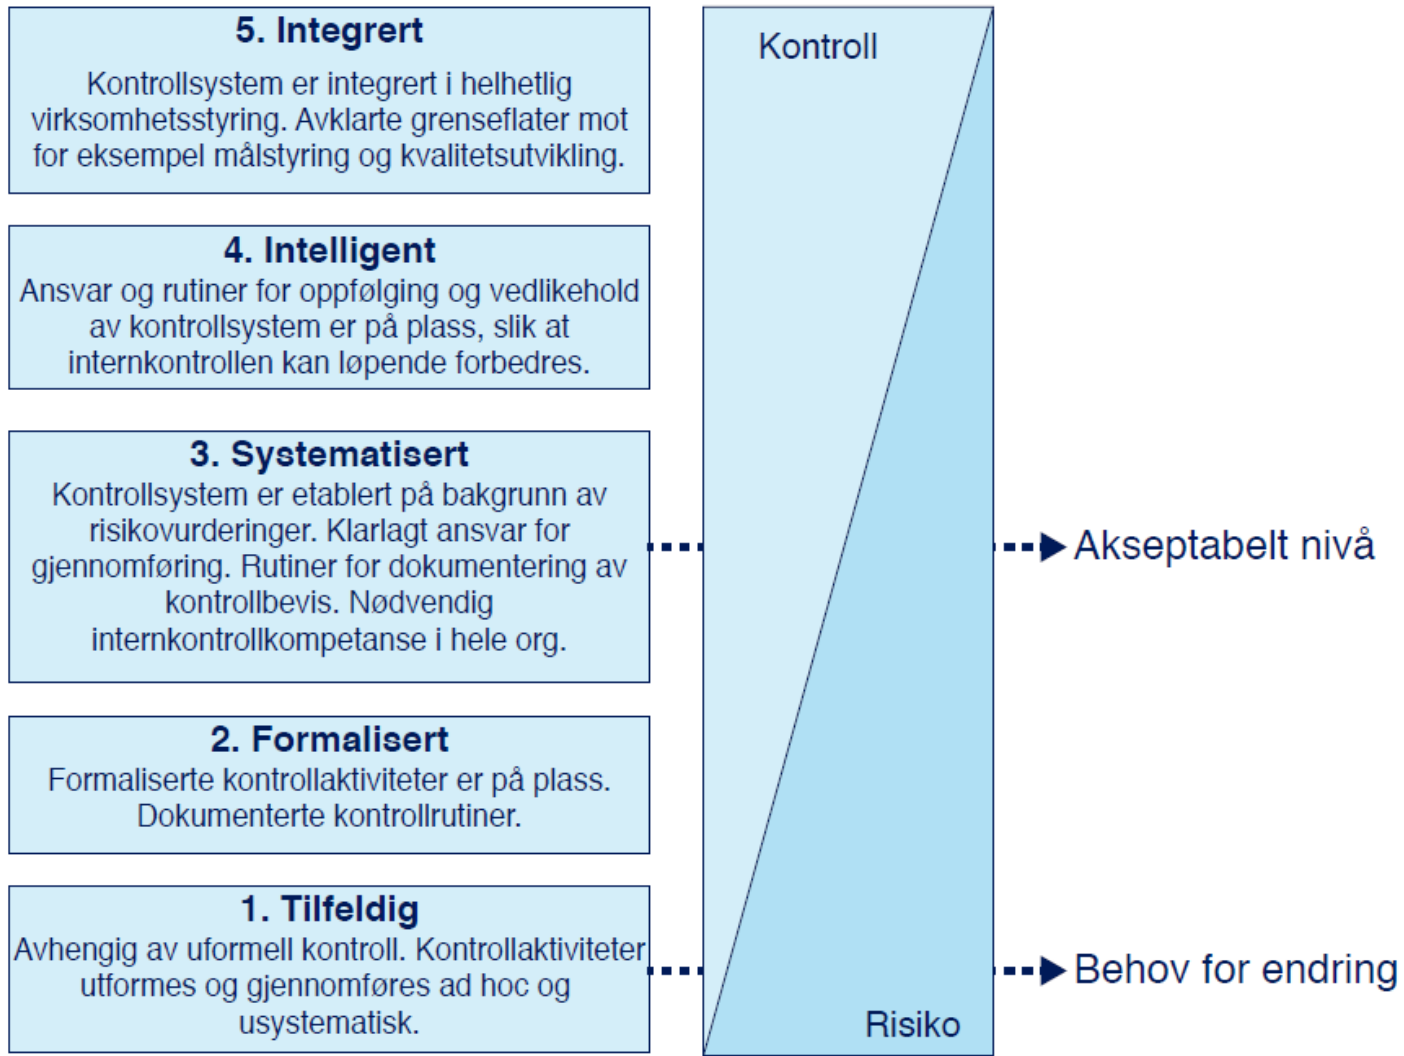 5. Integrert
Kontrollsystem er integrert i helhetlig
virksomhetsstyring. Avklarte grenseflater mot
for eksempel målstyring og kvalitetsutvikling.
4. Intelligent
Ansvar og rutiner for oppfølging og vedlikehold
av kontrollsystem er på plass, slik at
internkontrollen kan løpende forbedres.
3. Systematisert
Kontrollsystem er etablert på bakgrunn av
risikovurderinger. Klarlagt ansvar for
gjennomføring. Rutiner for dokumentering av
kontrollbevis. Nødvendig
internkontrollkompetanse i hele org.
2. Formalisert
Formaliserte kontrollaktiviteter er på plass.
Dokumenterte kontrollrutiner.
1. Tilfeldig
Avhengig av uformell kontroll. Kontrollaktiviteter
utformes og gjennomføres ad hoc og
usystematisk.
Kontroll
Risiko
Akseptabelt nivå
Behov for endring